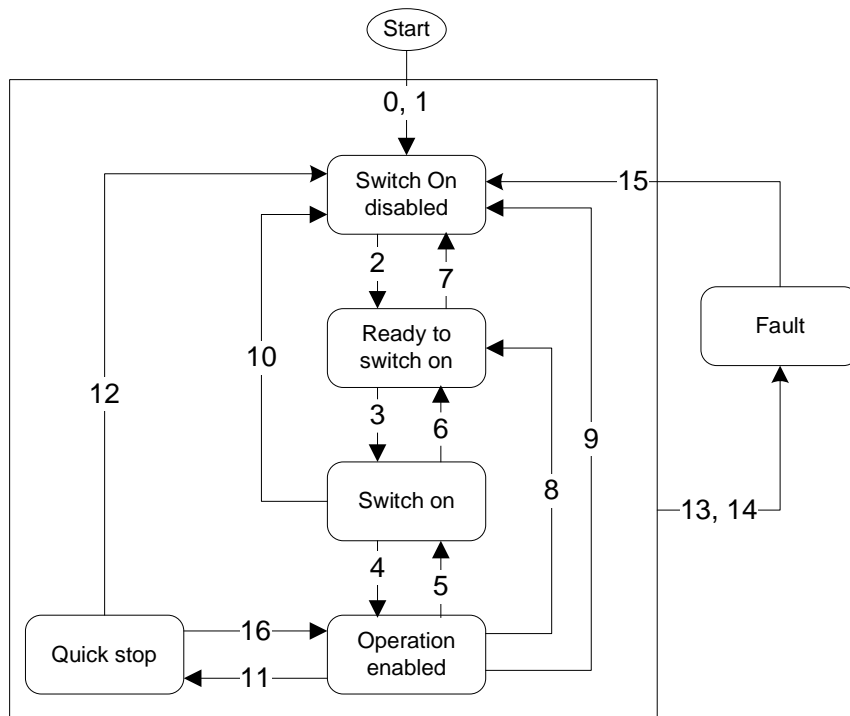 Start
0, 1
Switch On
disabled
15
2
7
Ready to
switch on
Fault
10
12
3
6
9
8
Switch on
13, 14
4
5
16
Operation
enabled
Quick stop
11